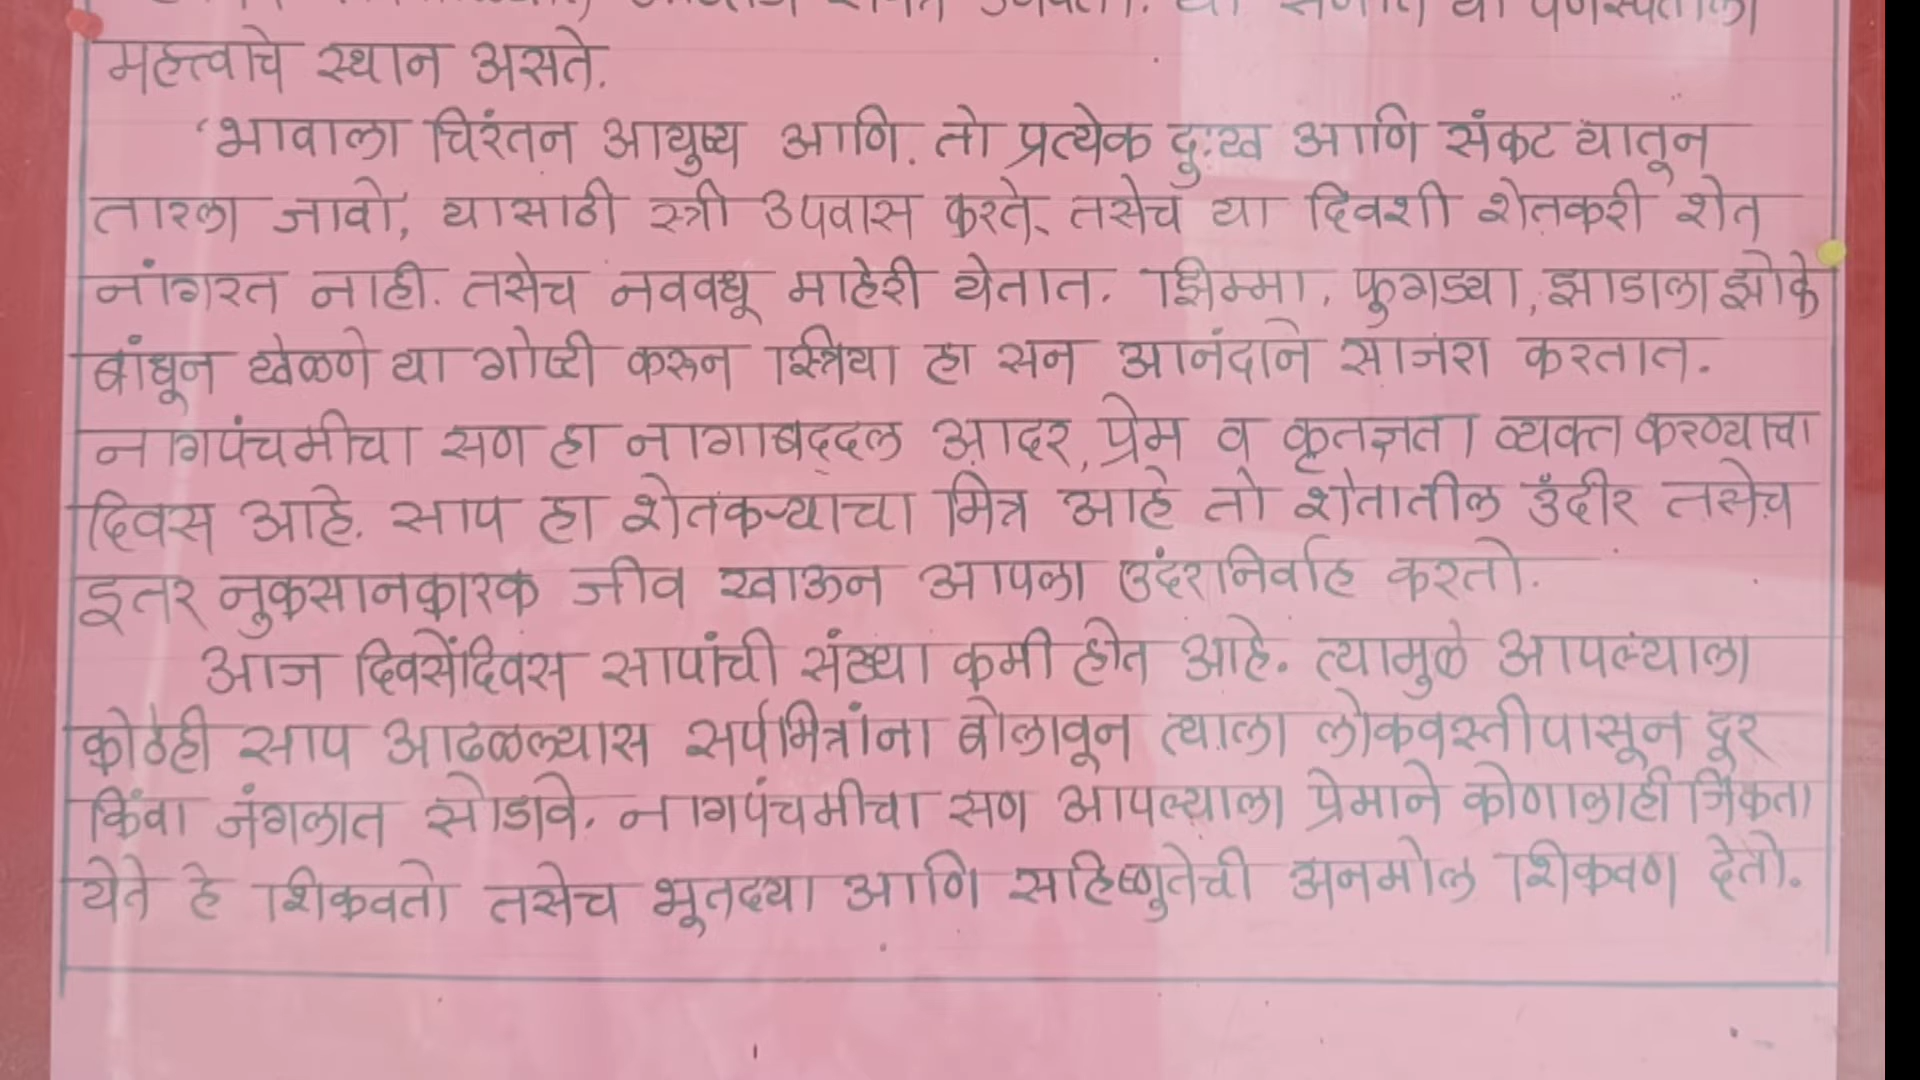 महत्त्वाचे स्थान असते.
'भावाला चिरंतन आयुष्य आणि. तो प्रत्येक दुःख आणि संकट यातून
तारला जावो, यासाठी स्त्री उपवास करते. तसेच या दिवशी शेतकरी शेत
नांगरत नाही. तसेच नववधू माहेरी येतात. झिम्मा, फुगड्या, झाडाला झोके
बांधून खेळणे या गोष्टी करून स्त्रिया हा सन आनंदाने साजरा करतात.
नागपंचमीचा सण हा नागाबद्दल आदर, प्रेम व कृतज्ञता व्यक्त करण्याचा
दिवस आहे. साप हा शेतकऱ्याचा मित्र आहे तो शेतातील उंदीर तसेच
इतर नुकसानकारक जीव खाऊन आपला उदंरनिर्वाह करतो.
आज दिवसेंदिवस सापांची संख्या कमी होत आहे. त्यामुळे आपल्याला
कोठेही साप आढळल्यास सर्पमित्रांना बोलावून त्याला लोकवस्तीपासून दूर
किंवा जंगलात सोडावे. नागपंचमीचा सण आपल्याला प्रेमाने कोणालाही जिंकता
येते हे शिकवतो तसेच भूतदया आणि सहिष्णुतेची अनमोल शिकवण देतो.